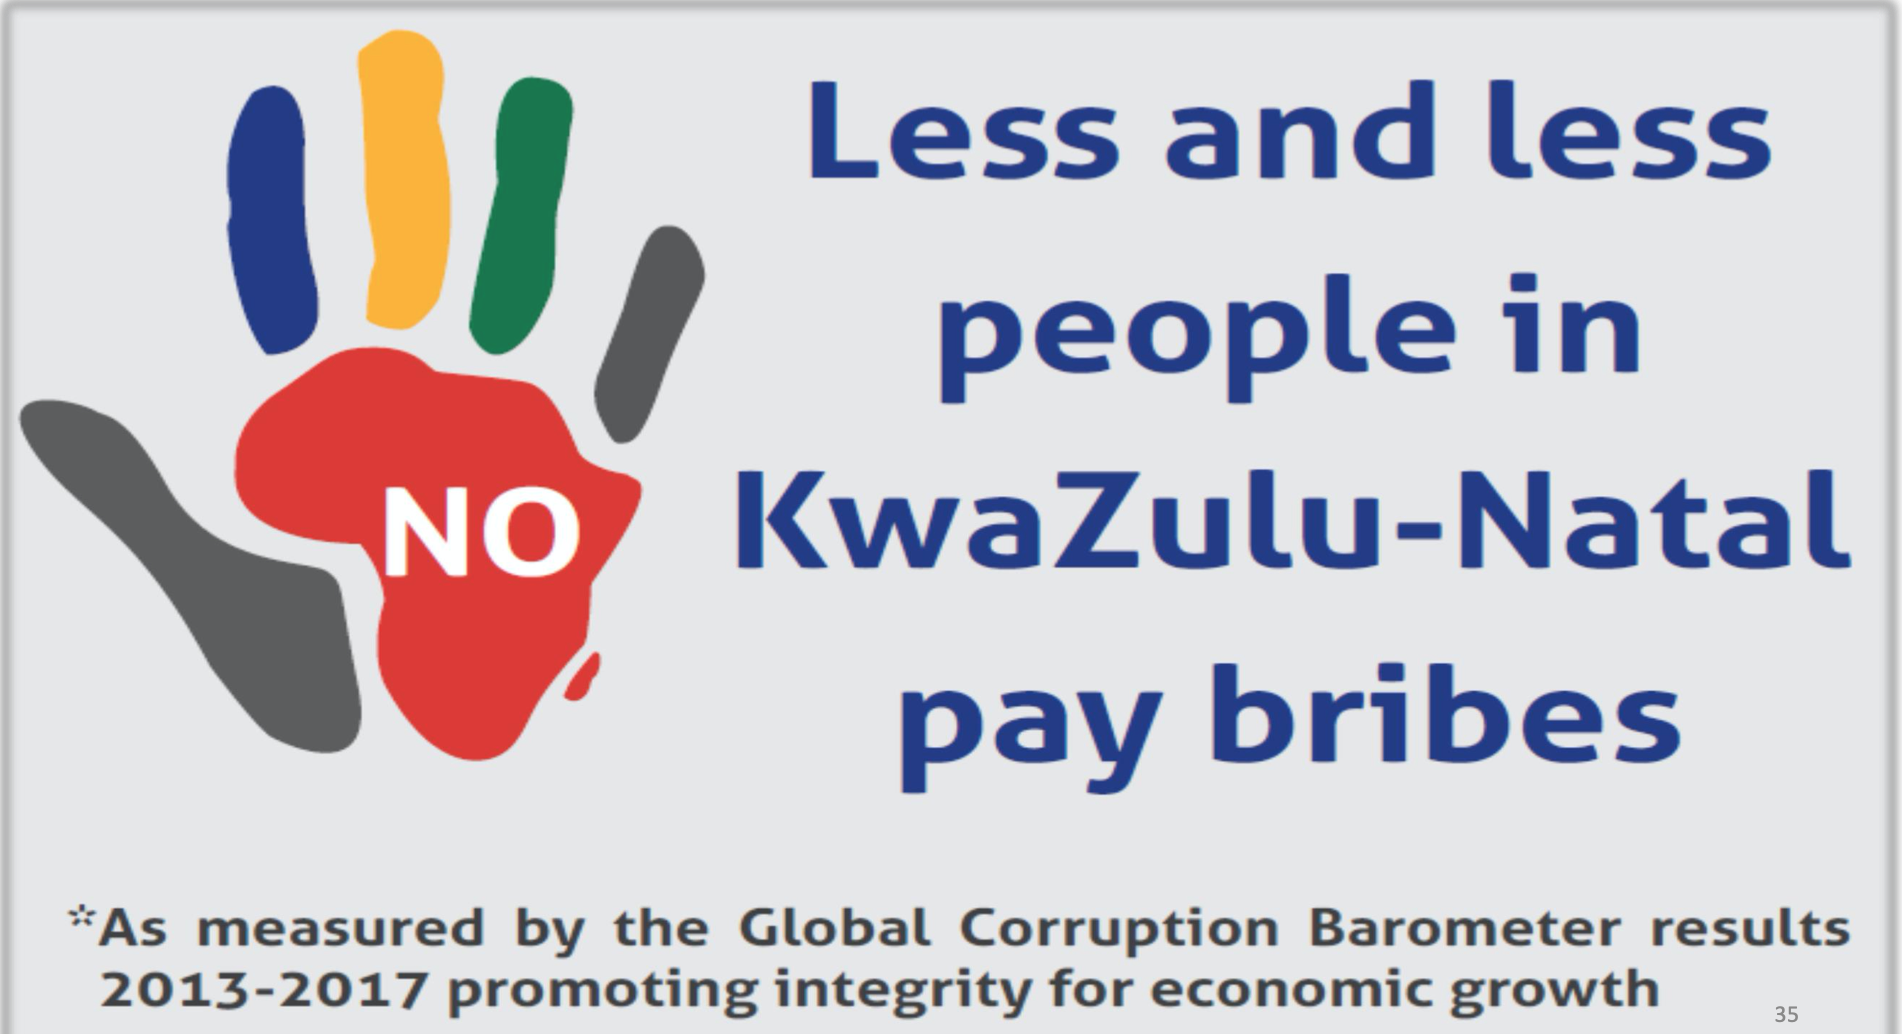 Less and less
people in
KwaZulu-Natal
pay bribes
NO
*As measured by the Global Corruption Barometer results
2013-2017 promoting integrity for economic growth
35